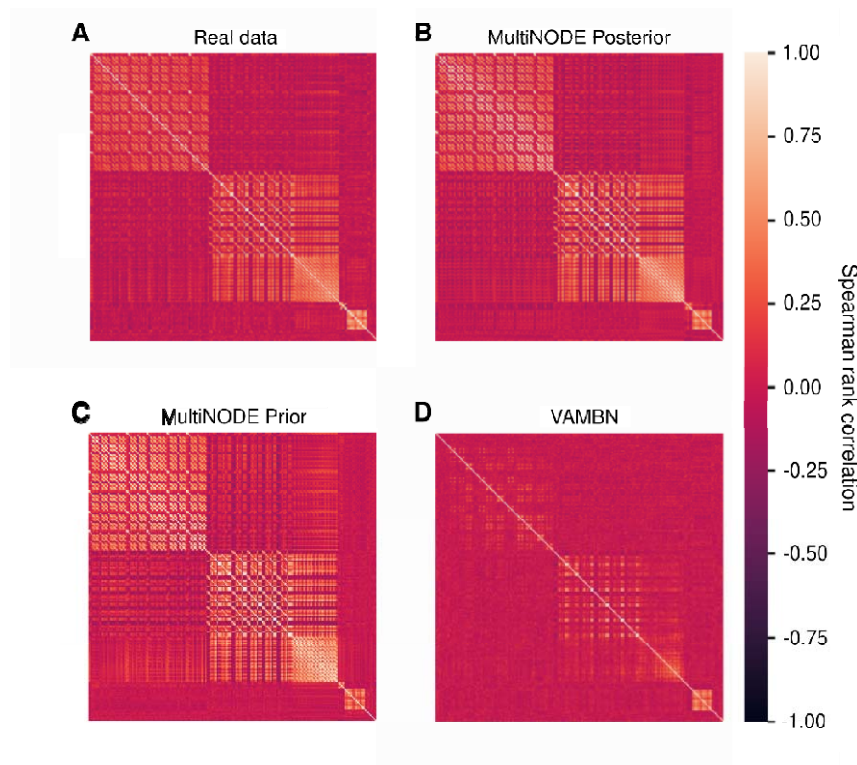 A Real data
B MultiNODE Posterior
C MultiNODE Prior
D VAMBN
1.00
0.75
0.50
0.25
0.00
-0.25
-0.50
-0.75
-1.00
Spearman rank correlation